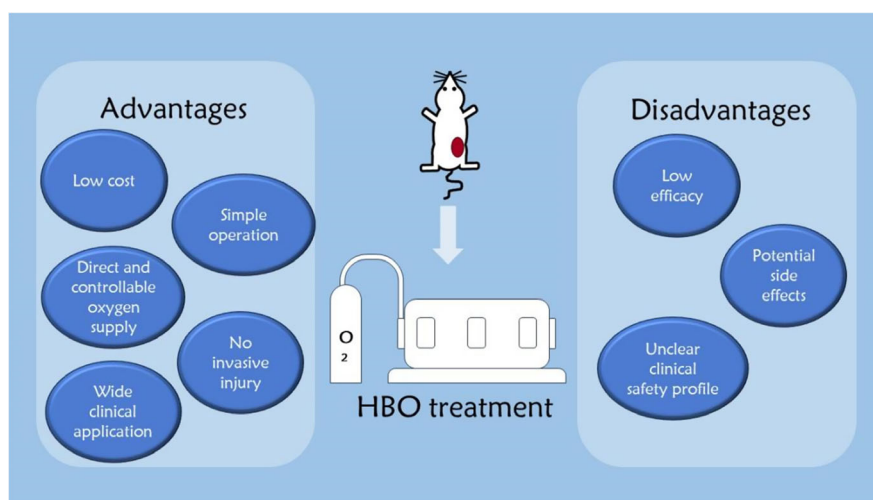 Advantages
Low cost
Simple
operation
Direct and
controllable
oxygen
supply
No
invasive
injury
Wide
clinical
application
O
2
HBO treatment
Disadvantages
Low
efficacy
Potential
side
effects
Unclear
clinical
safety profile